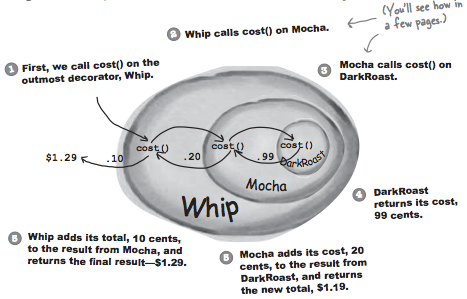 (You'll see how in
a few pages.)
2 Whip calls cost() on Mocha.
1 First, we call cost() on the
outmost decorator, Whip.
3 Mocha calls cost() on
DarkRoast.
cost()
cost()
cost()
$1.29
.10
.20
.99
DarkRoast
Mocha
Whip
4 DarkRoast
returns its cost,
99 cents.
6 Whip adds its total, 10 cents,
to the result from Mocha, and
returns the final result—$1.29.
5 Mocha adds its cost, 20
cents, to the result from
DarkRoast, and returns
the new total, $1.19.